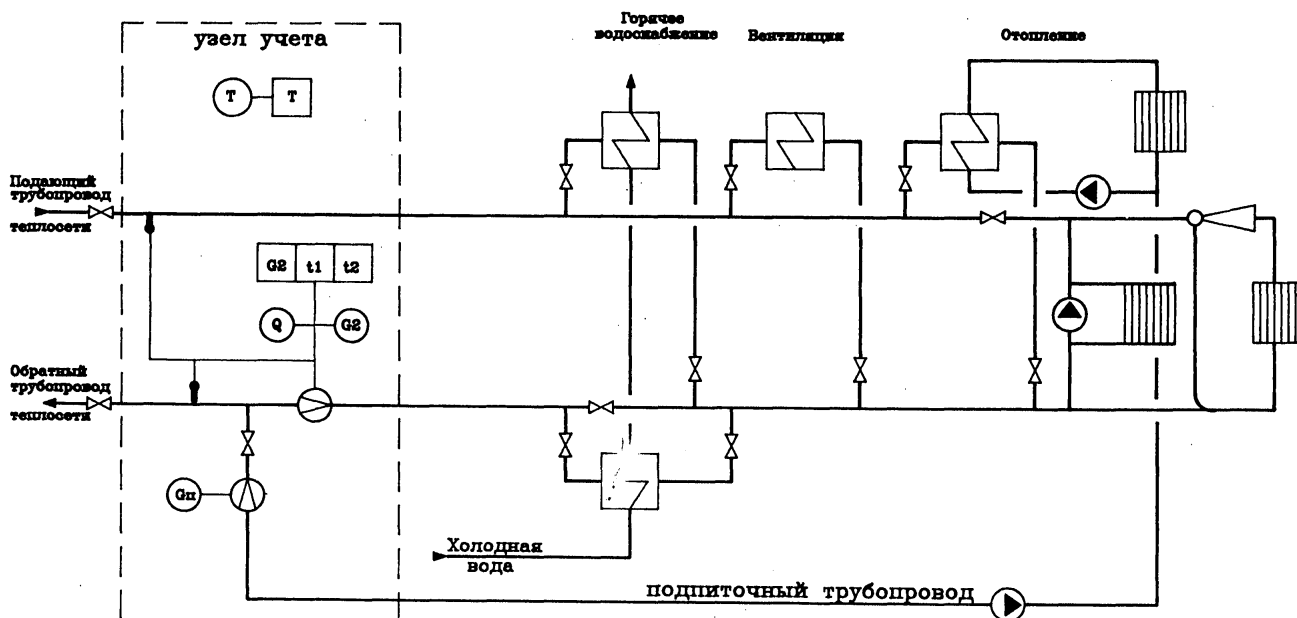 узел учета
Горячее
водоснабжение
Вентиляция
Отопление
T
T
Подающий
трубопровод
теплосети
G2 t1 t2
Q
G2
Обратный
трубопровод
теплосети
Gп
Холодная
вода
подпиточный трубопровод